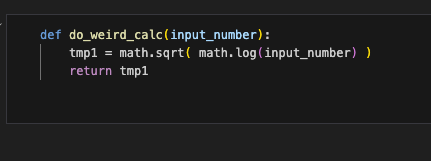 def do_weird_calc(input_number):
    tmp1 = math.sqrt( math.log(input_number) )
    return tmp1